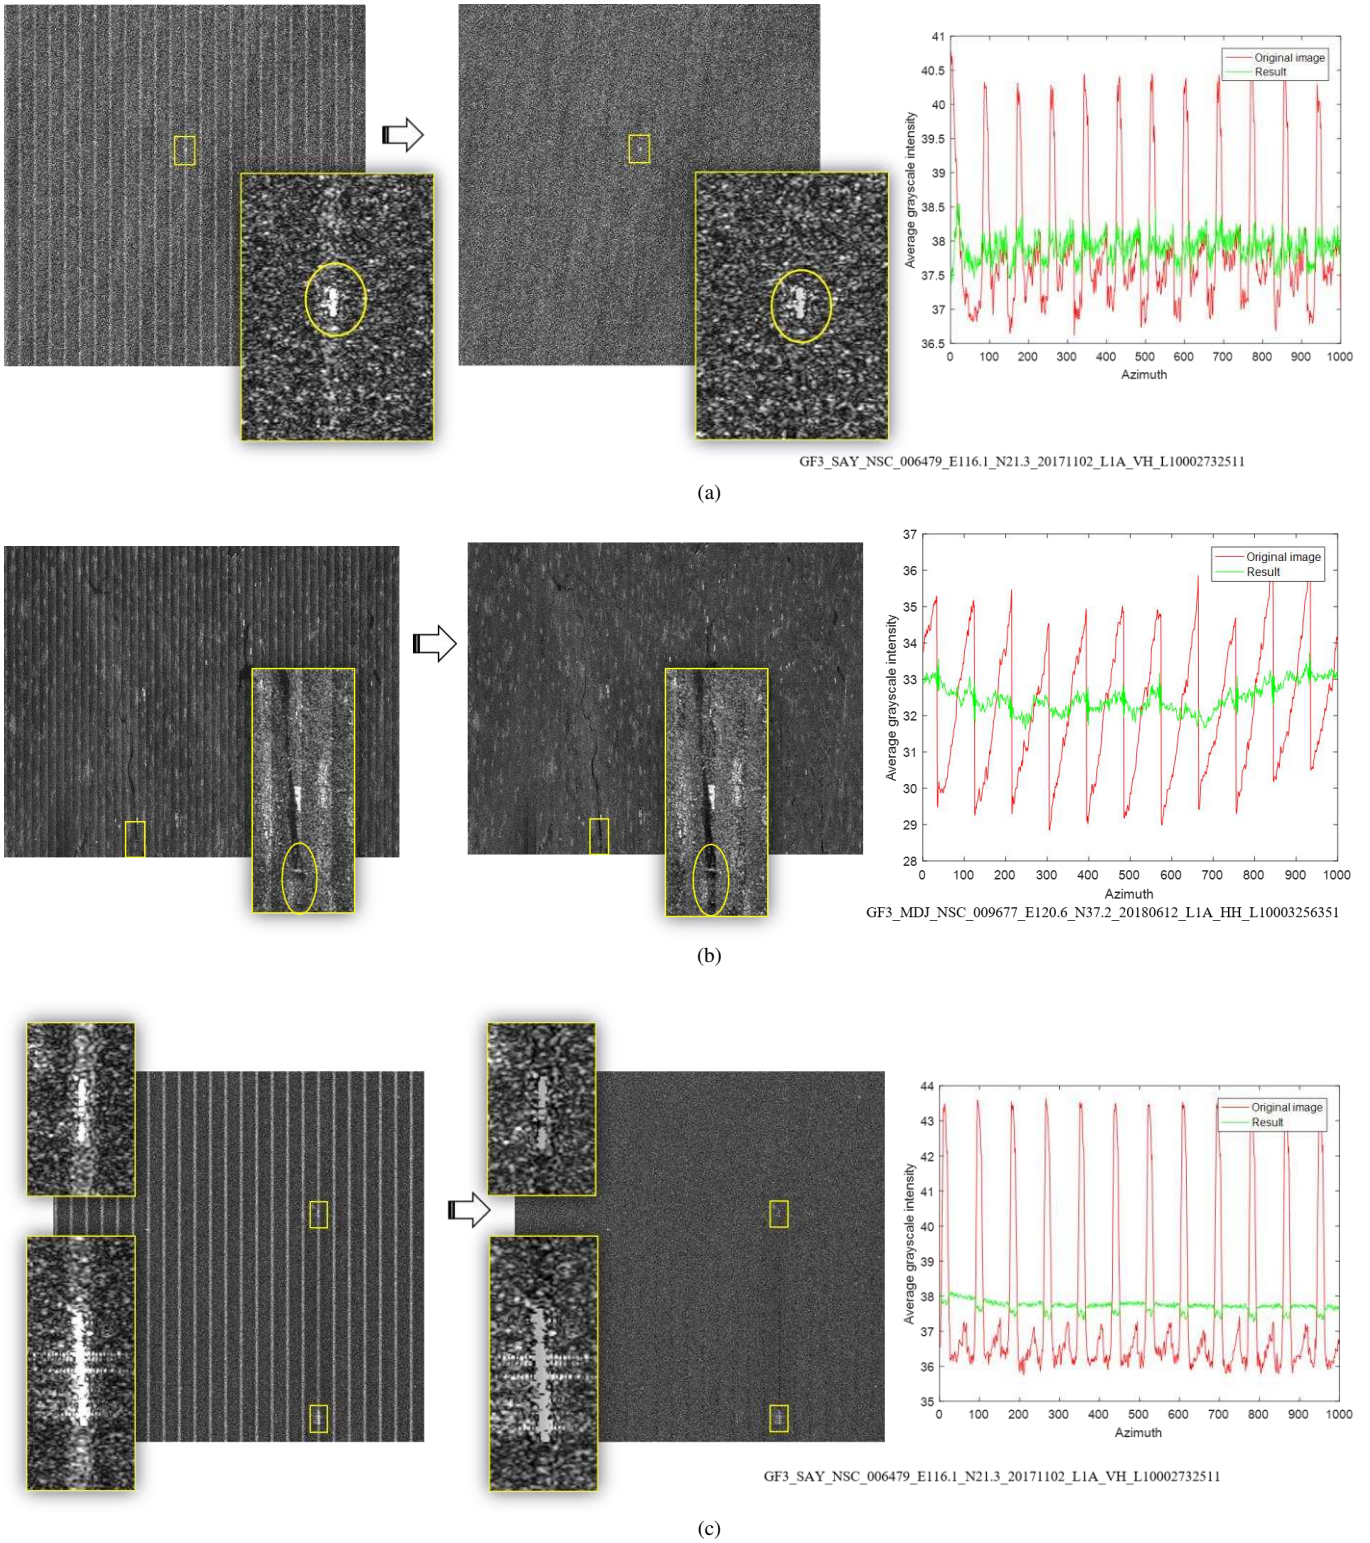 41
40.5
40
39.5
39
38.5
38
37.5
37
36.5
Average grayscale intensity
Original image
Result
0 100 200 300 400 500 600 700 800 900 1000
Azimuth
GF3_SAY_NSC_006479_E116.1_N21.3_20171102_L1A_VH_L10002732511
(a)
37
36
35
34
33
32
31
30
29
28
Average grayscale intensity
Original image
Result
0 100 200 300 400 500 600 700 800 900 1000
Azimuth
GF3_MDJ_NSC_009677_E120.6_N37.2_20180612_L1A_HH_L10003256351
(b)
44
43
42
41
40
39
38
37
36
35
Average grayscale intensity
Original image
Result
0 100 200 300 400 500 600 700 800 900 1000
Azimuth
GF3_SAY_NSC_006479_E116.1_N21.3_20171102_L1A_VH_L10002732511
(c)